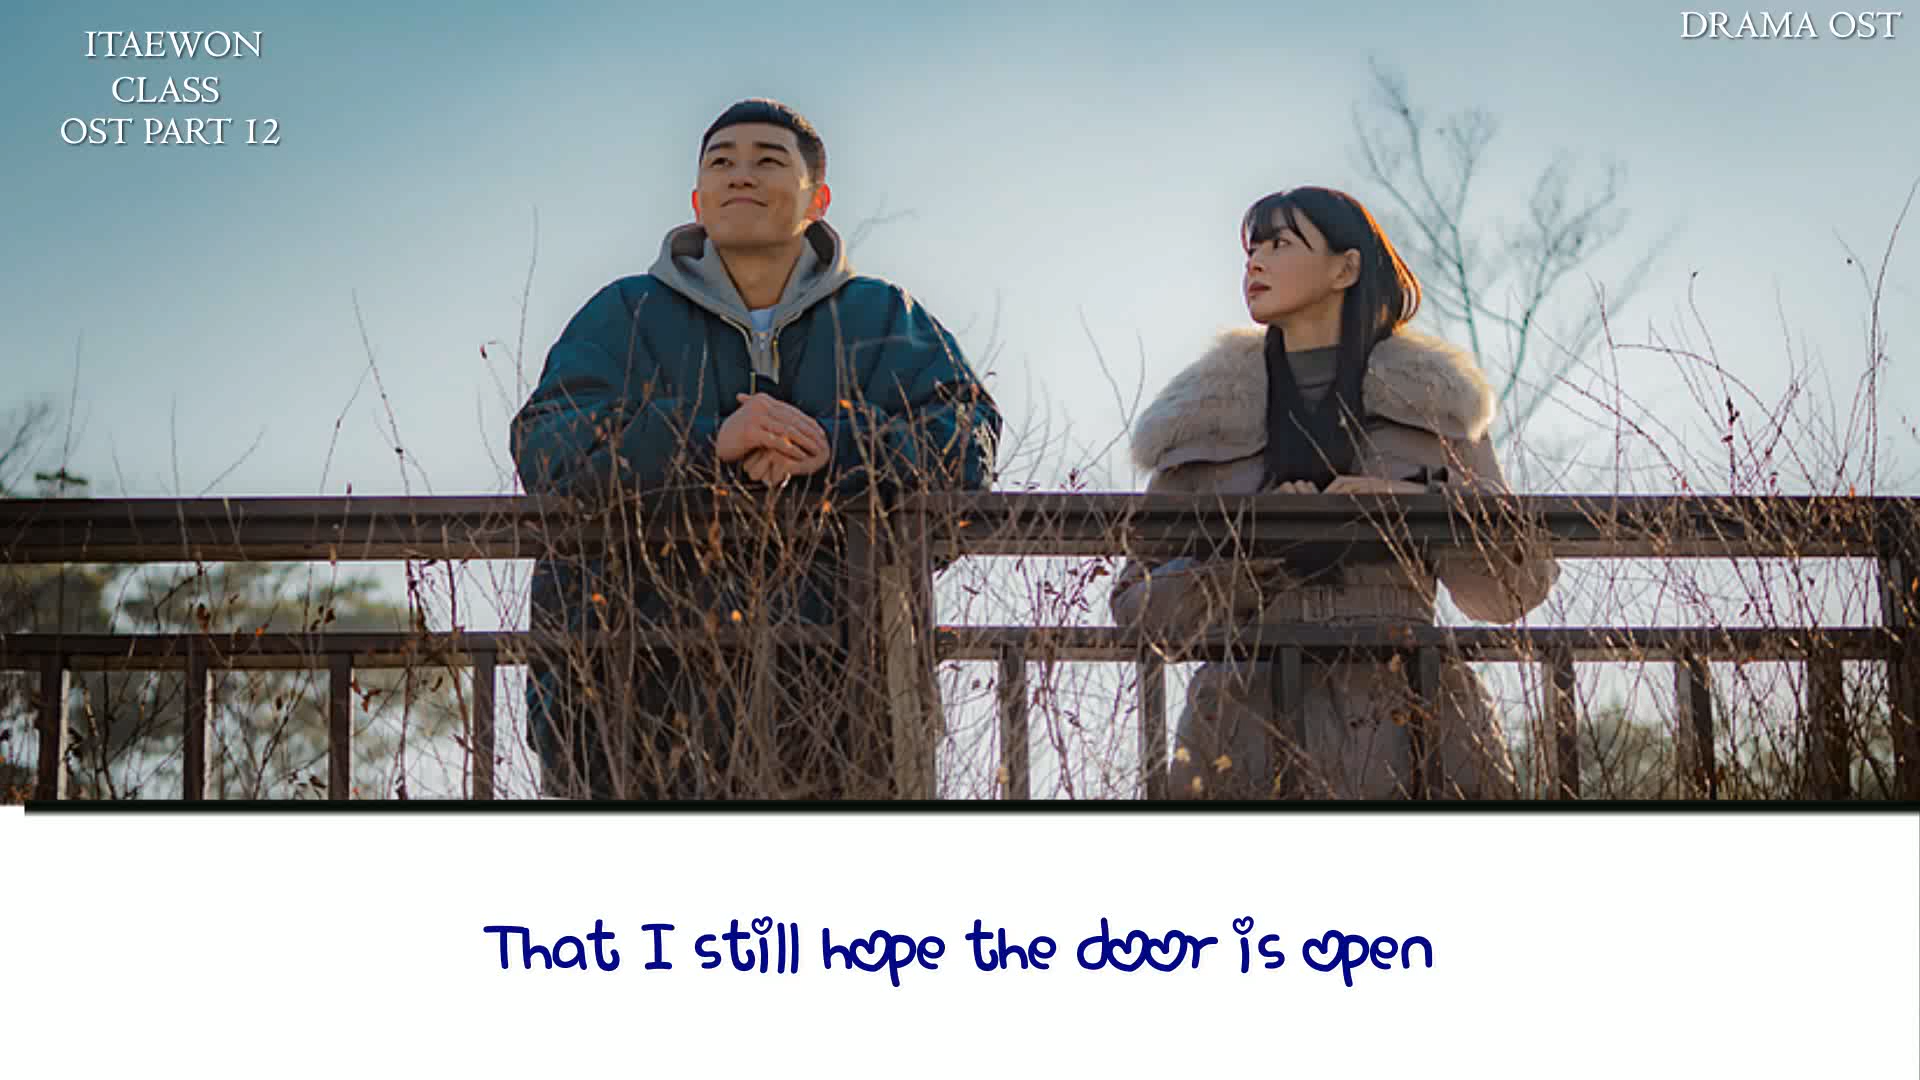 ITAEWON
CLASS
OST PART 12
DRAMA OST
That I still hope the door is open